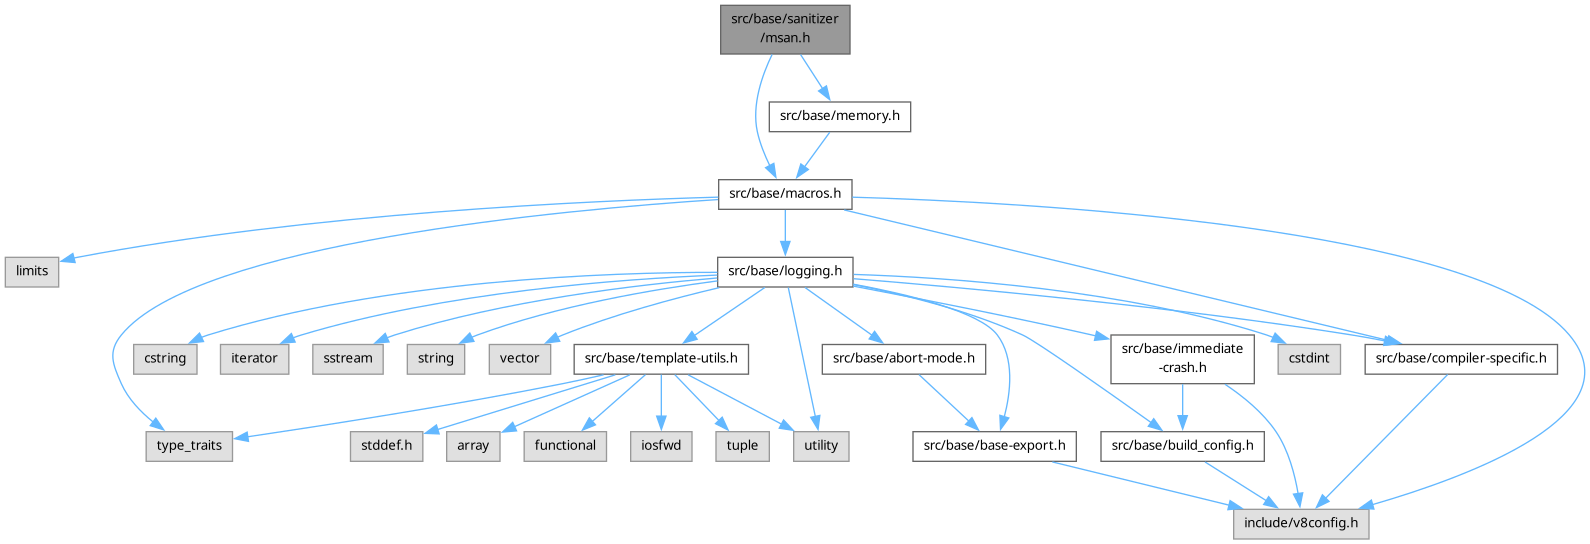 src/base/sanitizer
/msan.h
src/base/memory.h
src/base/macros.h
limits
src/base/logging.h
cstring
iterator
sstream
string
vector
src/base/template-utils.h
src/base/abort-mode.h
src/base/immediate
-crash.h
cstdint
src/base/compiler-specific.h
type_traits
stddef.h
array
functional
iosfwd
tuple
utility
src/base/base-export.h
src/base/build_config.h
include/v8config.h